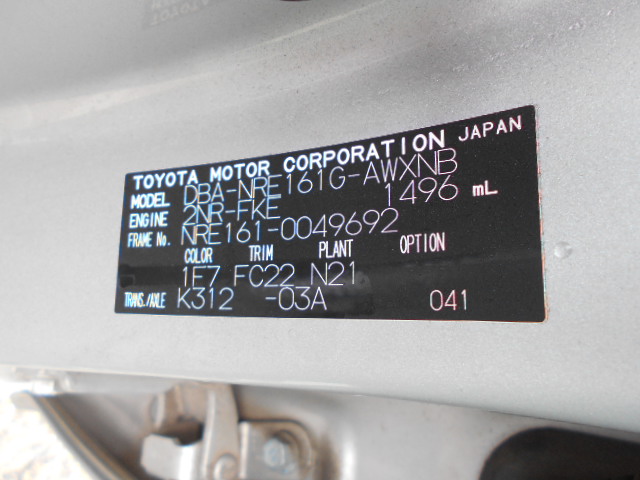 TOYOTA MOTOR CORPORATION JAPAN
MODEL DBA-NRE161G-AWXNB
ENGINE 2NR-FKE 1496 mL
FRAME No. NRE161-0049692
COLOR TRIM PLANT OPTION
1F7 FC22 N21
TRANS./AXLE K312 -03A 041